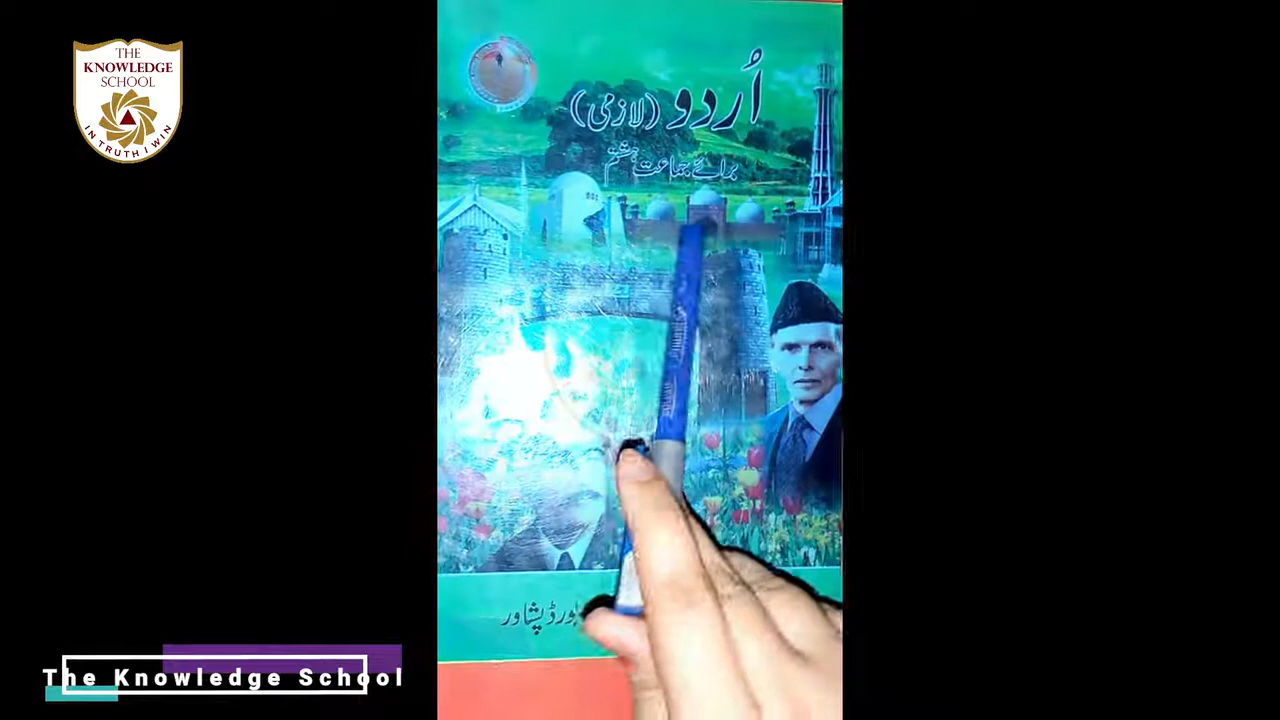 THE
KNOWLEDGE
SCHOOL
IN TRUTH I WIN
اُردو (لازمی)
برائے جماعت ہشتم
بورڈ پشاور
The Knowledge School